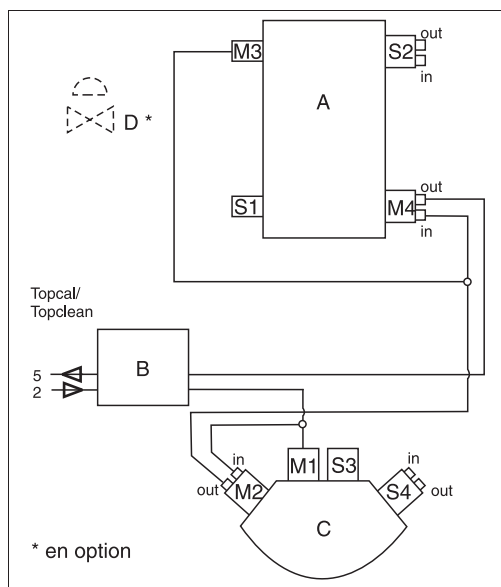 out
M3
S2
in
A
D *
out
S1
M4
in
Topcal/
Topclean
5
B
2
in
in
M1
S3
out
M2
S4
out
C
* en option